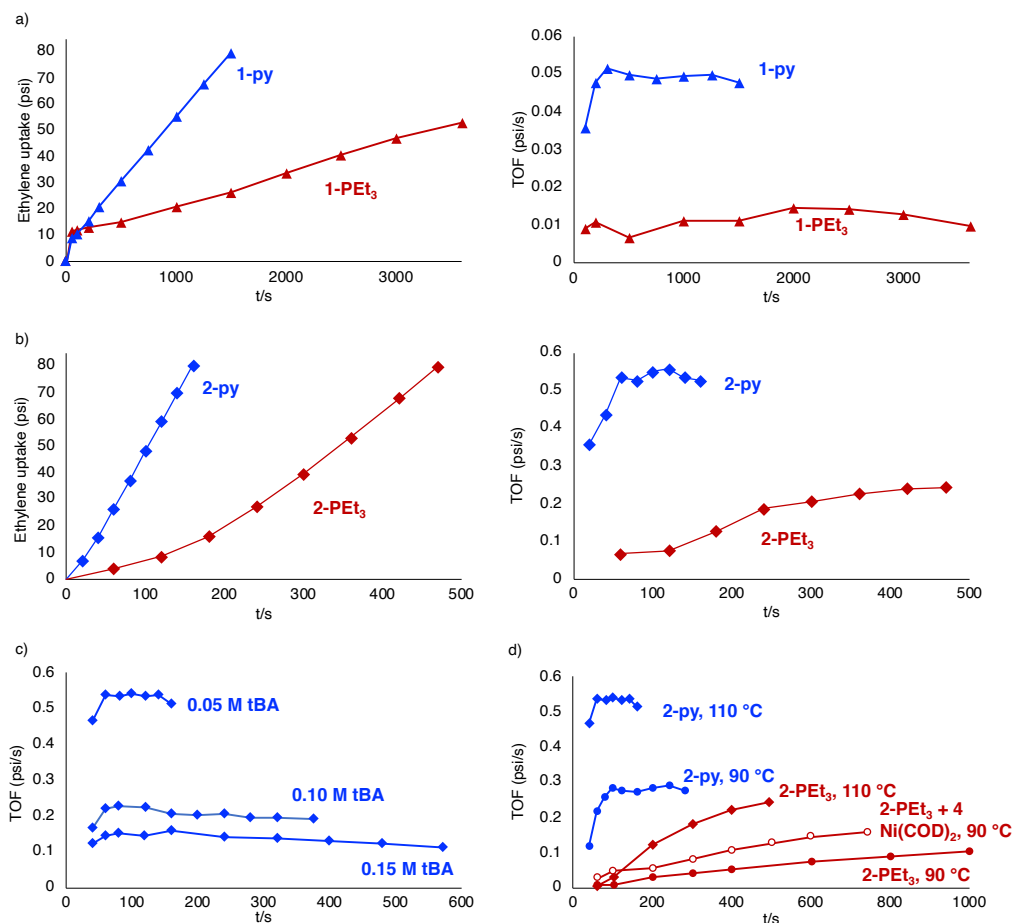 a)
80
70
60
50
40
30
20
10
0
Ethylene uptake (psi)
0
1000
2000
3000
t/s
1-py
1-PEt₃
0.06
0.05
0.04
0.03
0.02
0.01
0
TOF (psi/s)
0
1000
2000
3000
t/s
1-py
1-PEt₃
b)
80
70
60
50
40
30
20
10
0
Ethylene uptake (psi)
0
100
200
300
400
500
t/s
2-py
2-PEt₃
0.6
0.5
0.4
0.3
0.2
0.1
0
TOF (psi/s)
0
100
200
300
400
500
t/s
2-py
2-PEt₃
c)
0.6
0.5
0.4
0.3
0.2
0.1
0
TOF (psi/s)
0
100
200
300
400
500
600
t/s
0.05 M tBA
0.10 M tBA
0.15 M tBA
d)
0.6
0.5
0.4
0.3
0.2
0.1
0
TOF (psi/s)
0
200
400
600
800
1000
t/s
2-py, 110 °C
2-py, 90 °C
2-PEt₃, 110 °C
2-PEt₃ + 4
Ni(COD)₂, 90 °C
2-PEt₃, 90 °C